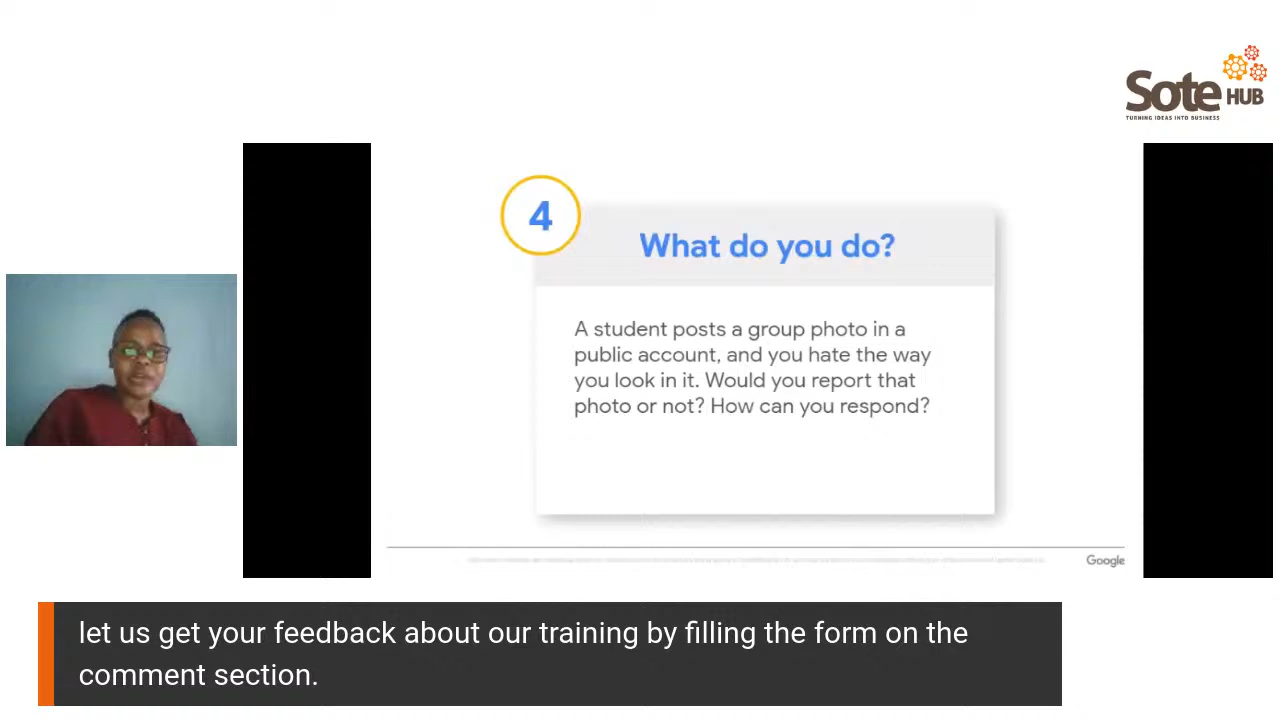 Sote HUB
TURNING IDEAS INTO BUSINESS
4
What do you do?
A student posts a group photo in a
public account, and you hate the way
you look in it. Would you report that
photo or not? How can you respond?
Google
let us get your feedback about our training by filling the form on the
comment section.